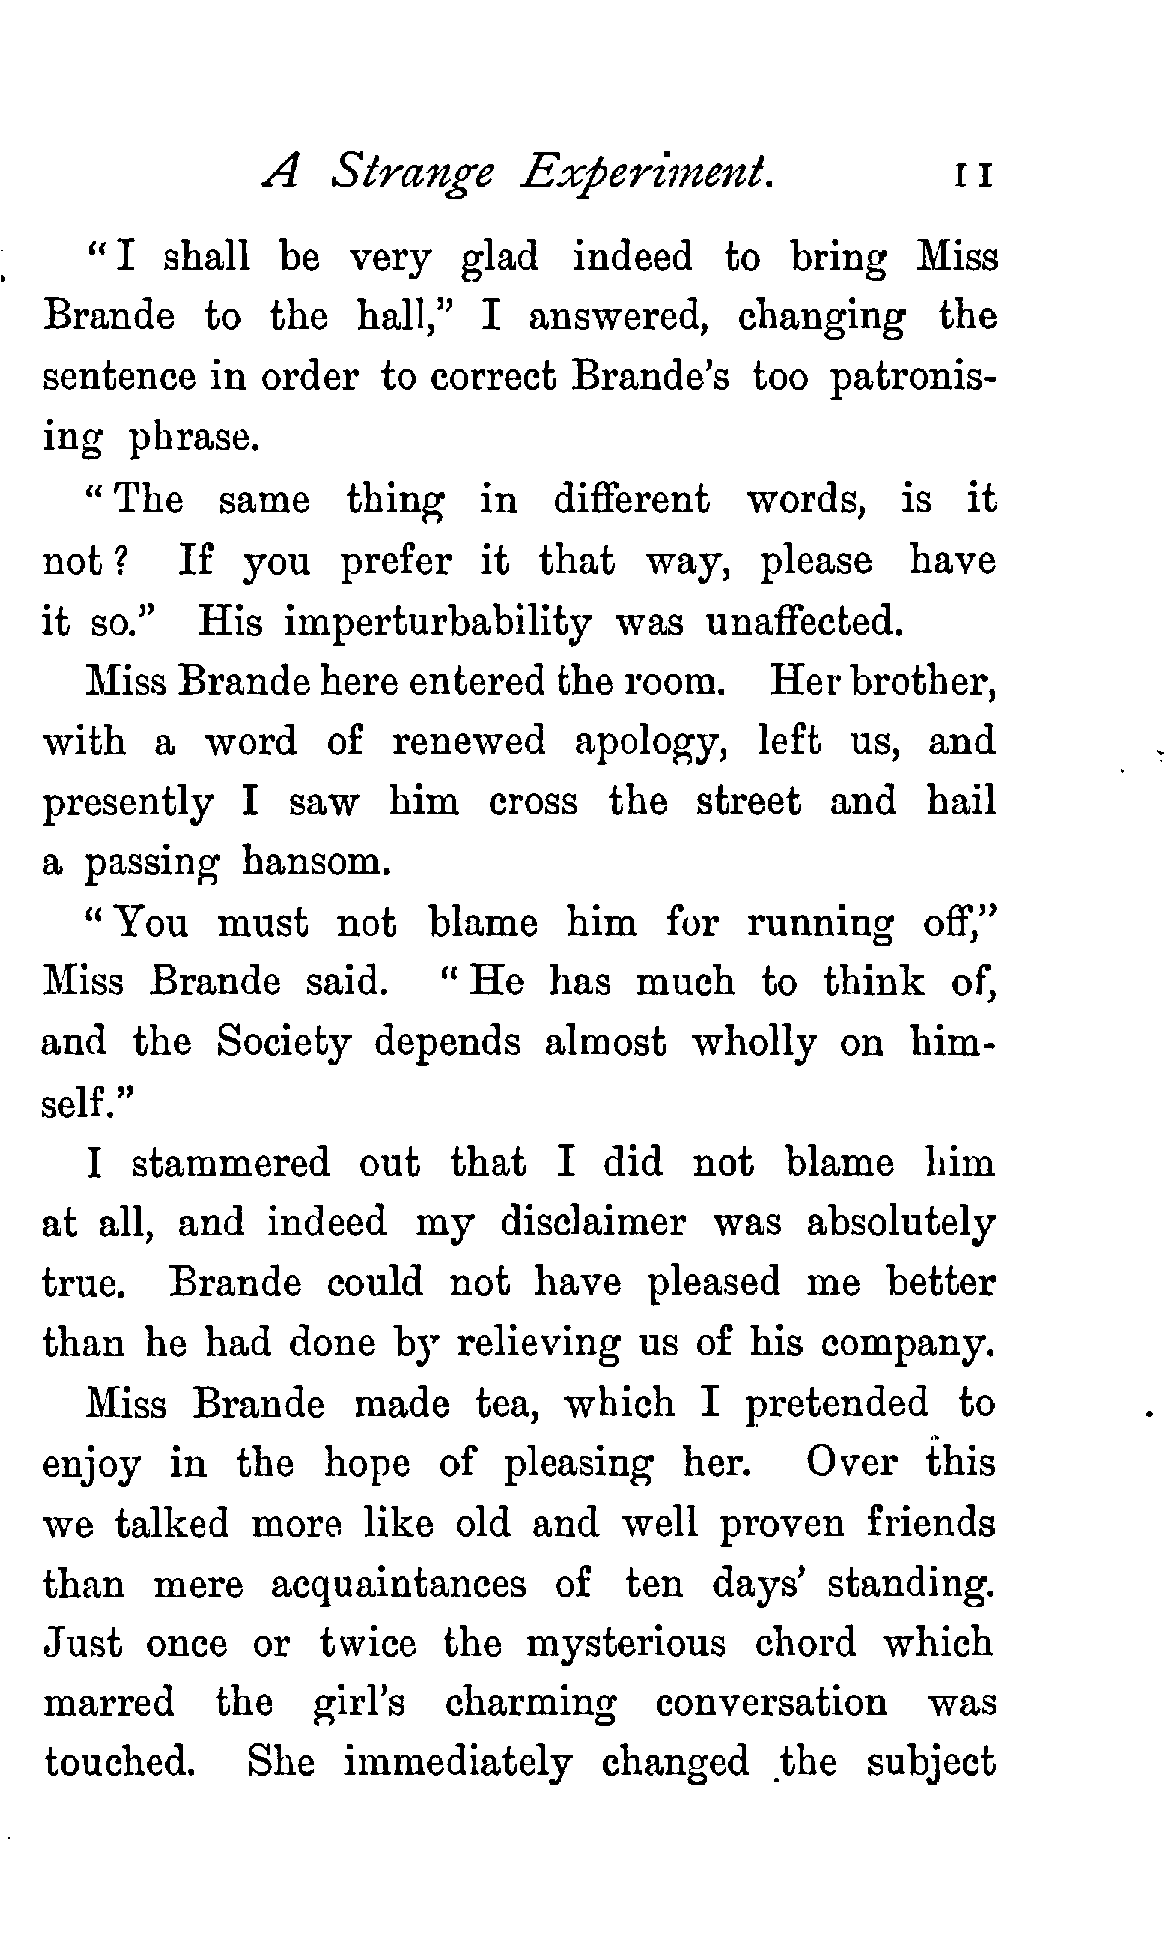 A Strange Experiment. 11
“I shall be very glad indeed to bring Miss
Brande to the hall,” I answered, changing the
sentence in order to correct Brande’s too patronis-
ing phrase.
“The same thing in different words, is it
not? If you prefer it that way, please have
it so.” His imperturbability was unaffected.
Miss Brande here entered the room. Her brother,
with a word of renewed apology, left us, and
presently I saw him cross the street and hail
a passing hansom.
“You must not blame him for running off,”
Miss Brande said. “He has much to think of,
and the Society depends almost wholly on him-
self.”
I stammered out that I did not blame him
at all, and indeed my disclaimer was absolutely
true. Brande could not have pleased me better
than he had done by relieving us of his company.
Miss Brande made tea, which I pretended to
enjoy in the hope of pleasing her. Over this
we talked more like old and well proven friends
than mere acquaintances of ten days’ standing.
Just once or twice the mysterious chord which
marred the girl’s charming conversation was
touched. She immediately changed the subject